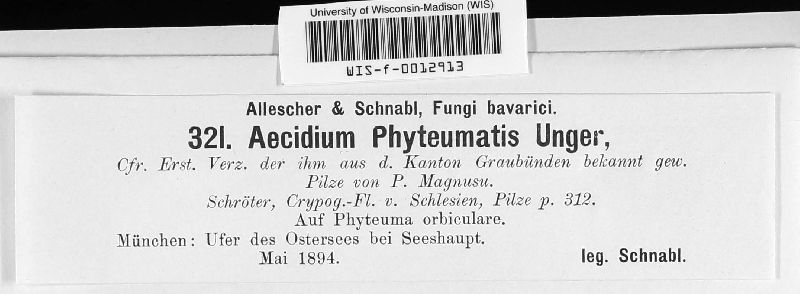 University of Wisconsin-Madison (WIS)
WIS-f-0012913
Allescher & Schnabl, Fungi bavarici.
321. Aecidium Phyteumatis Unger,
Cfr. Erst. Verz. der ihm aus d. Kanton Graubünden bekannt gew.
Pilze von P. Magnusu.
Schröter, Crypog.-Fl. v. Schlesien, Pilze p. 312.
Auf Phyteuma orbiculare.
München: Ufer des Ostersees bei Seeshaupt.
Mai 1894.
leg. Schnabl.